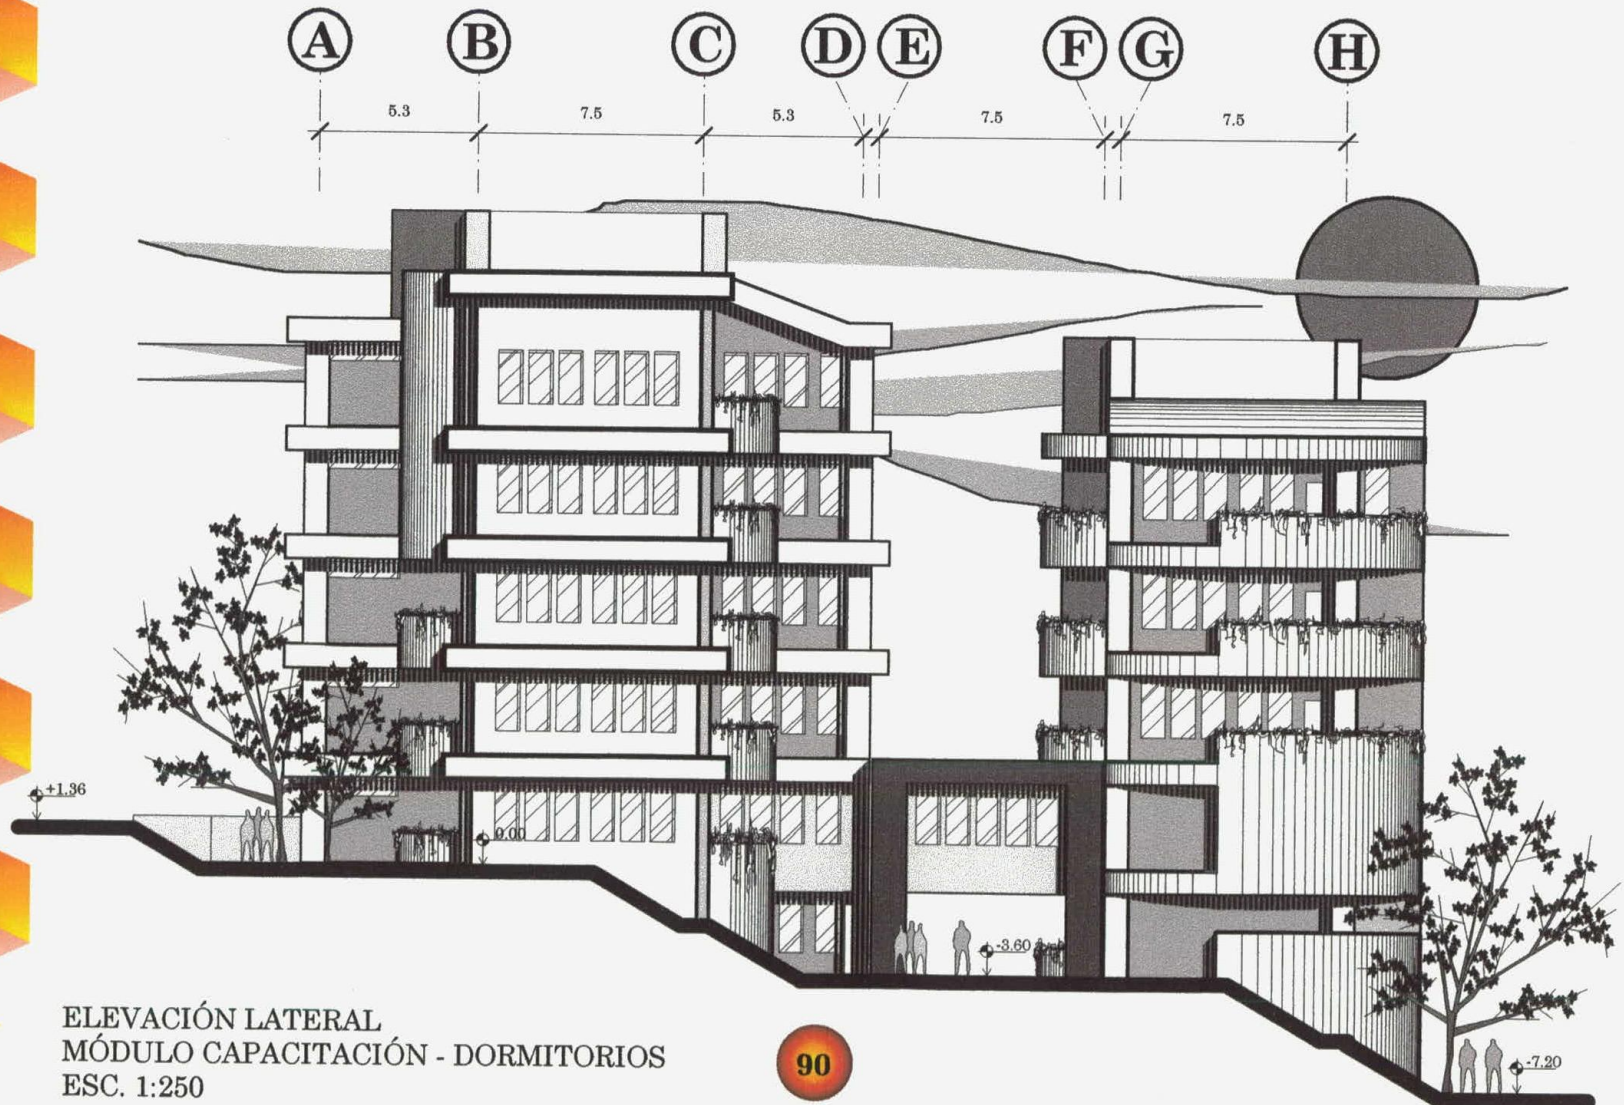 A B C D E F G H
5.3 7.5 5.3 7.5 7.5
+1.36
0.00
-3.60
-7.20
ELEVACIÓN LATERAL
MÓDULO CAPACITACIÓN - DORMITORIOS
ESC. 1:250
90